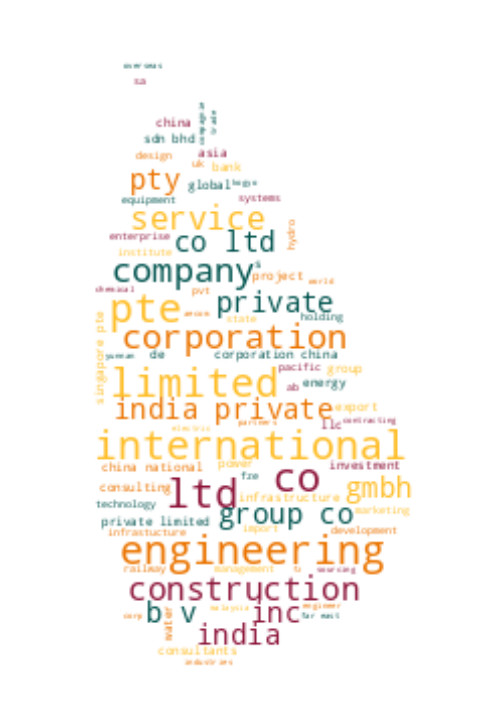 overseas
sa
china
sdn bhd
asia
design
uk
bank
pty
global
equipment
systems
service
enterprise
co ltd
hydro
institute
company
s
project
world
chemical
pvt
pte
private
aecom
state
holding
corporation
singapore pte
yunnan
de
corporation china
pacific
group
limited
ab
energy
india private
export
partners
llc
contracting
electric
international
china national
power
investment
consulting
fze
co
ltd
gmbh
technology
infrastructure
group co
marketing
private limited
infrastucture
import
development
engineering
railway
management
sourcing
construction
b v
malaysia
inc
engineer
corp
water
far east
india
consultants
industries